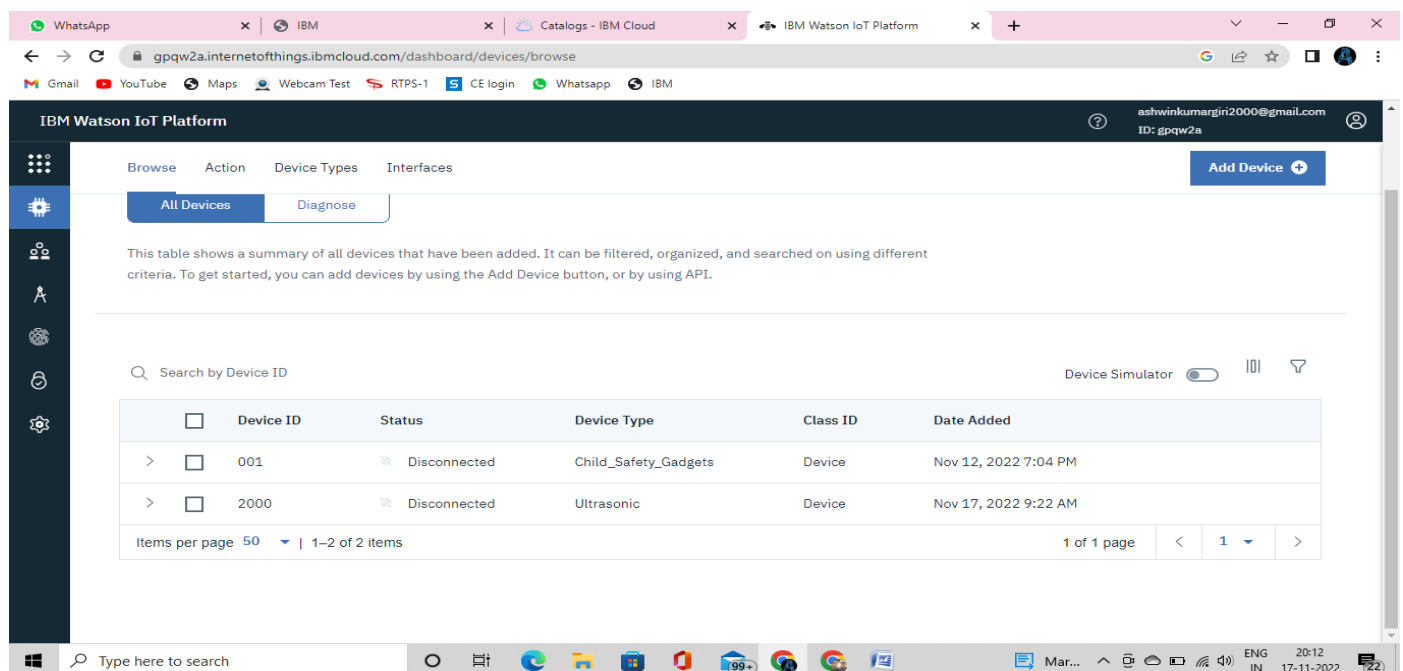 WhatsApp
IBM
Catalogs - IBM Cloud
IBM Watson IoT Platform
gpqw2a.internetofthings.ibmcloud.com/dashboard/devices/browse
Gmail YouTube Maps Webcam Test RTPS-1 CE login Whatsapp IBM
IBM Watson IoT Platform
ashwinkumargiri2000@gmail.com
ID: gpqw2a
Browse Action Device Types Interfaces Add Device
All Devices Diagnose
This table shows a summary of all devices that have been added. It can be filtered, organized, and searched on using different
criteria. To get started, you can add devices by using the Add Device button, or by using API.
Search by Device ID Device Simulator
Device ID Status Device Type Class ID Date Added
001 Disconnected Child_Safety_Gadgets Device Nov 12, 2022 7:04 PM
2000 Disconnected Ultrasonic Device Nov 17, 2022 9:22 AM
Items per page 50 | 1–2 of 2 items 1 of 1 page 1
Type here to search 99+ Mar... ENG 20:12
IN 17-11-2022 22